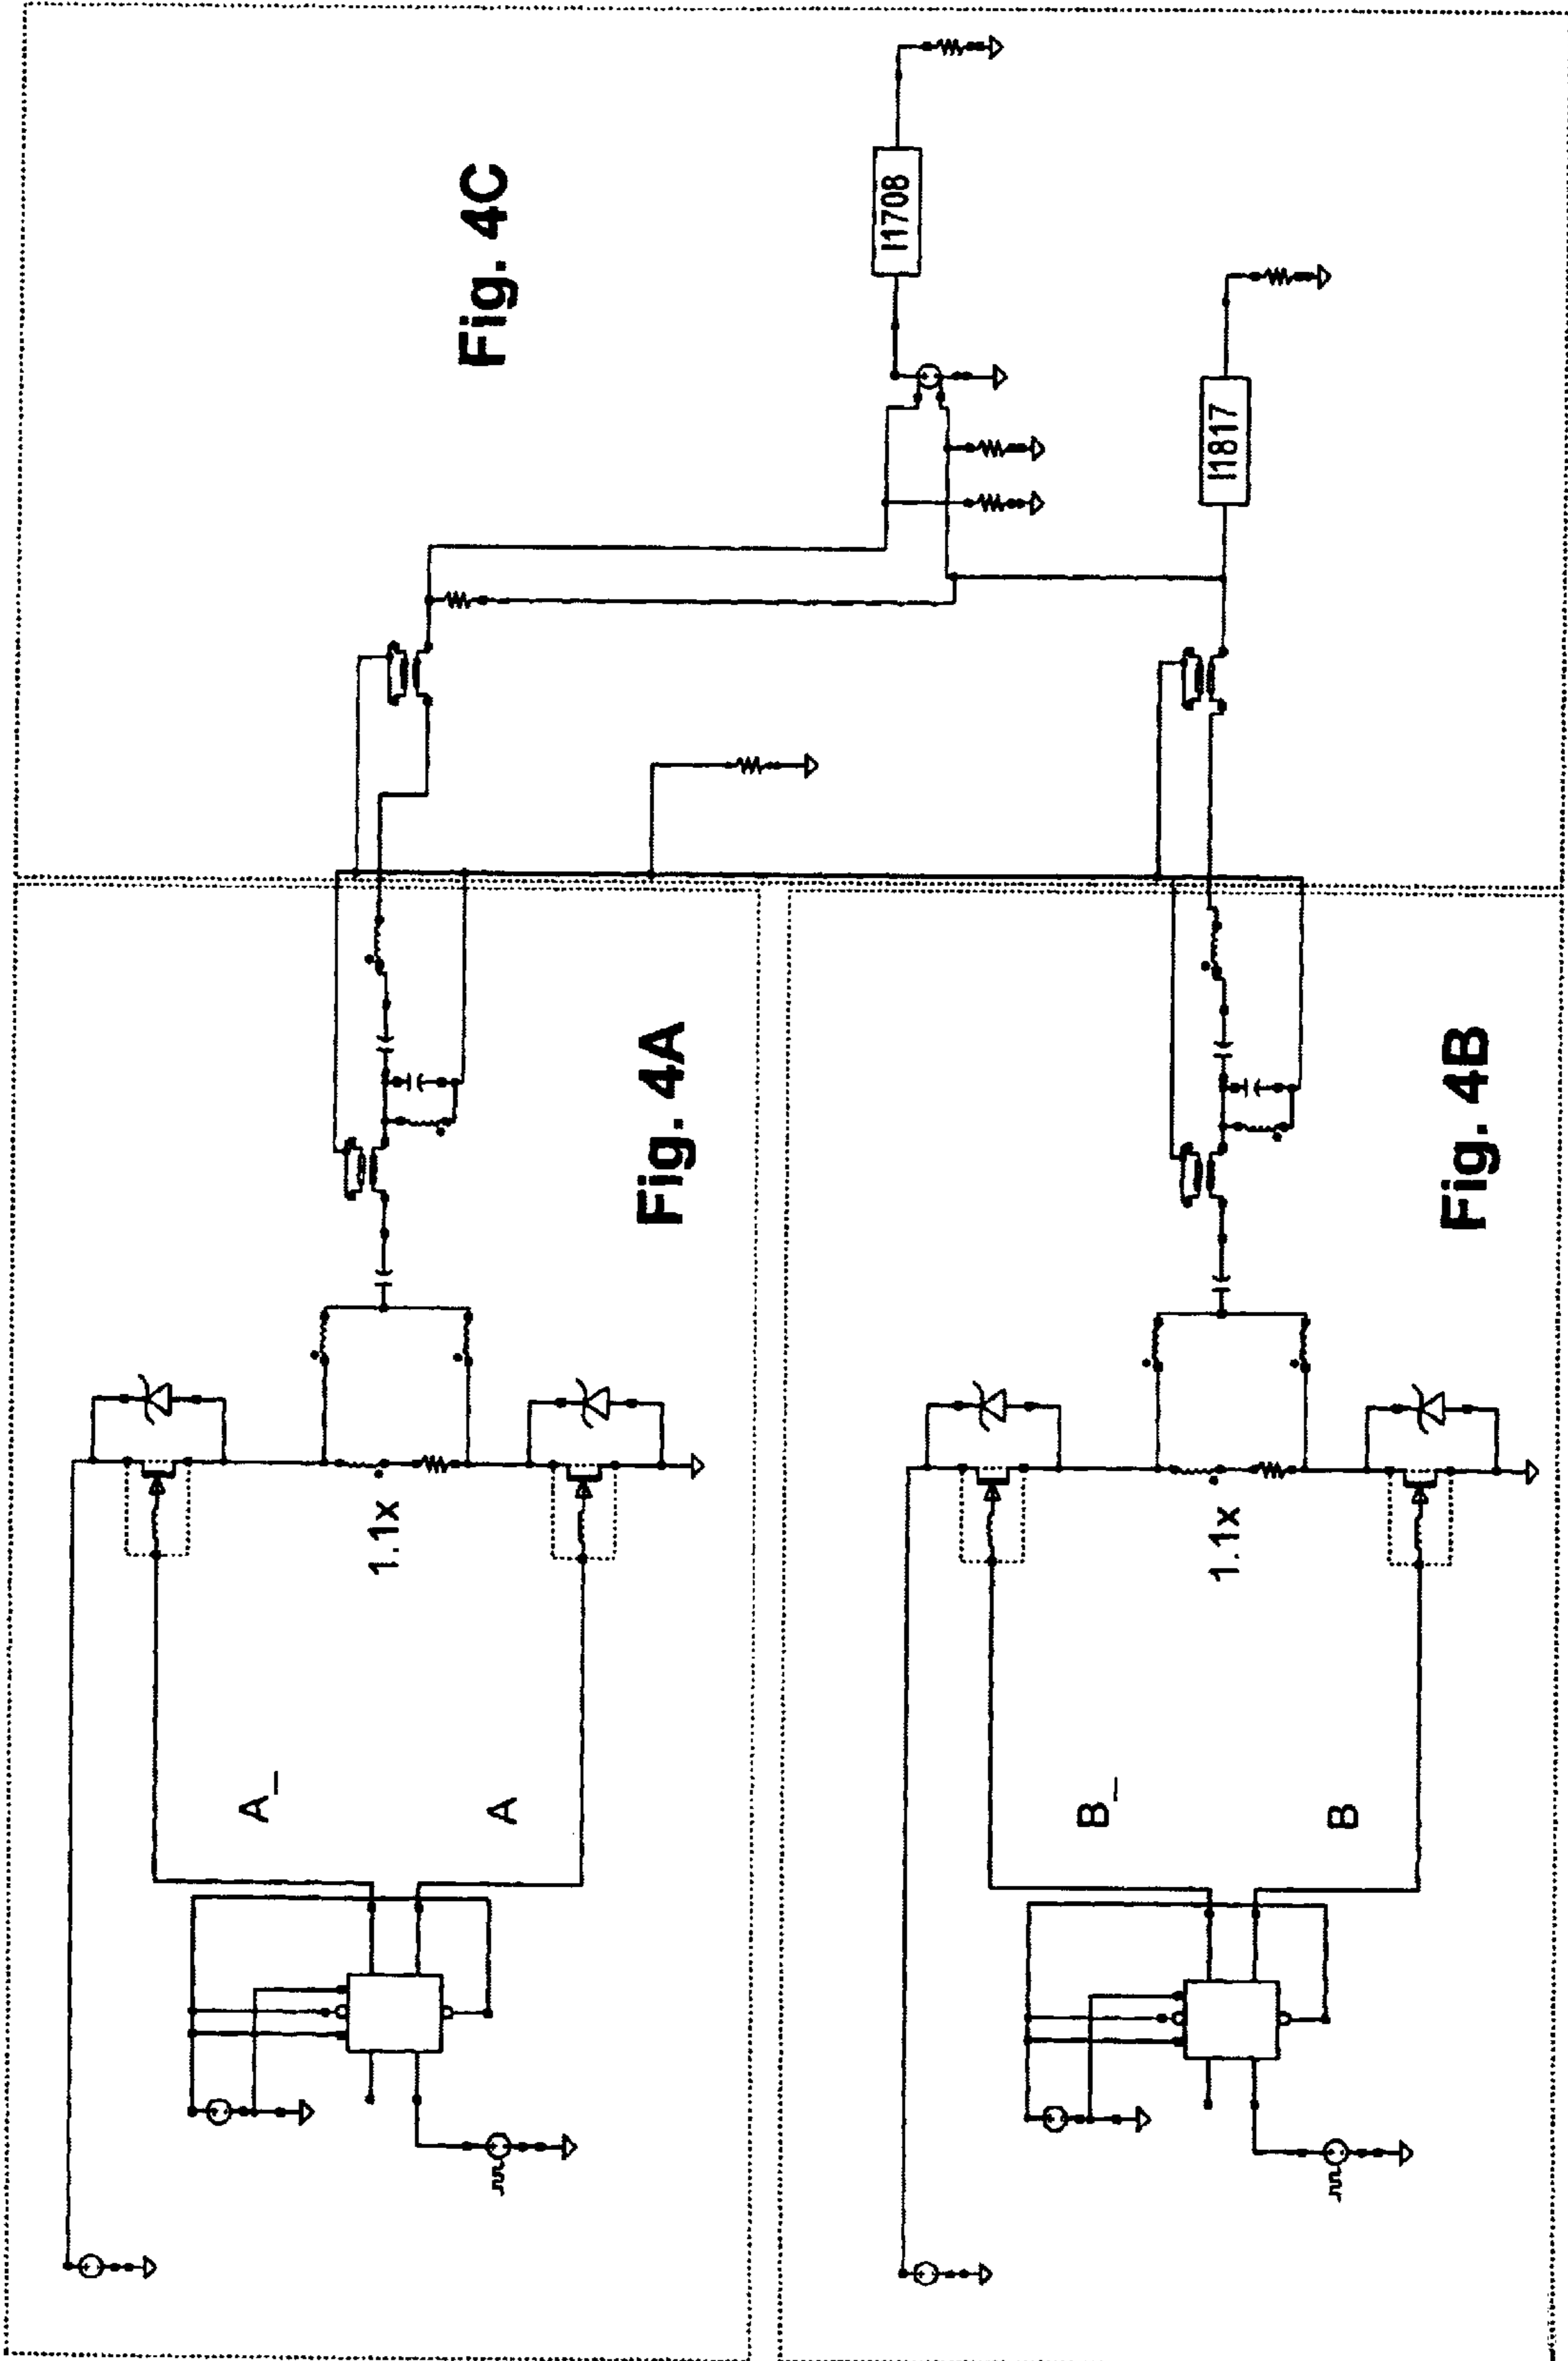 Fig. 4C
I1708
I1817
Fig. 4A
1.1x
A_
A
Fig. 4B
1.1x
B_
B